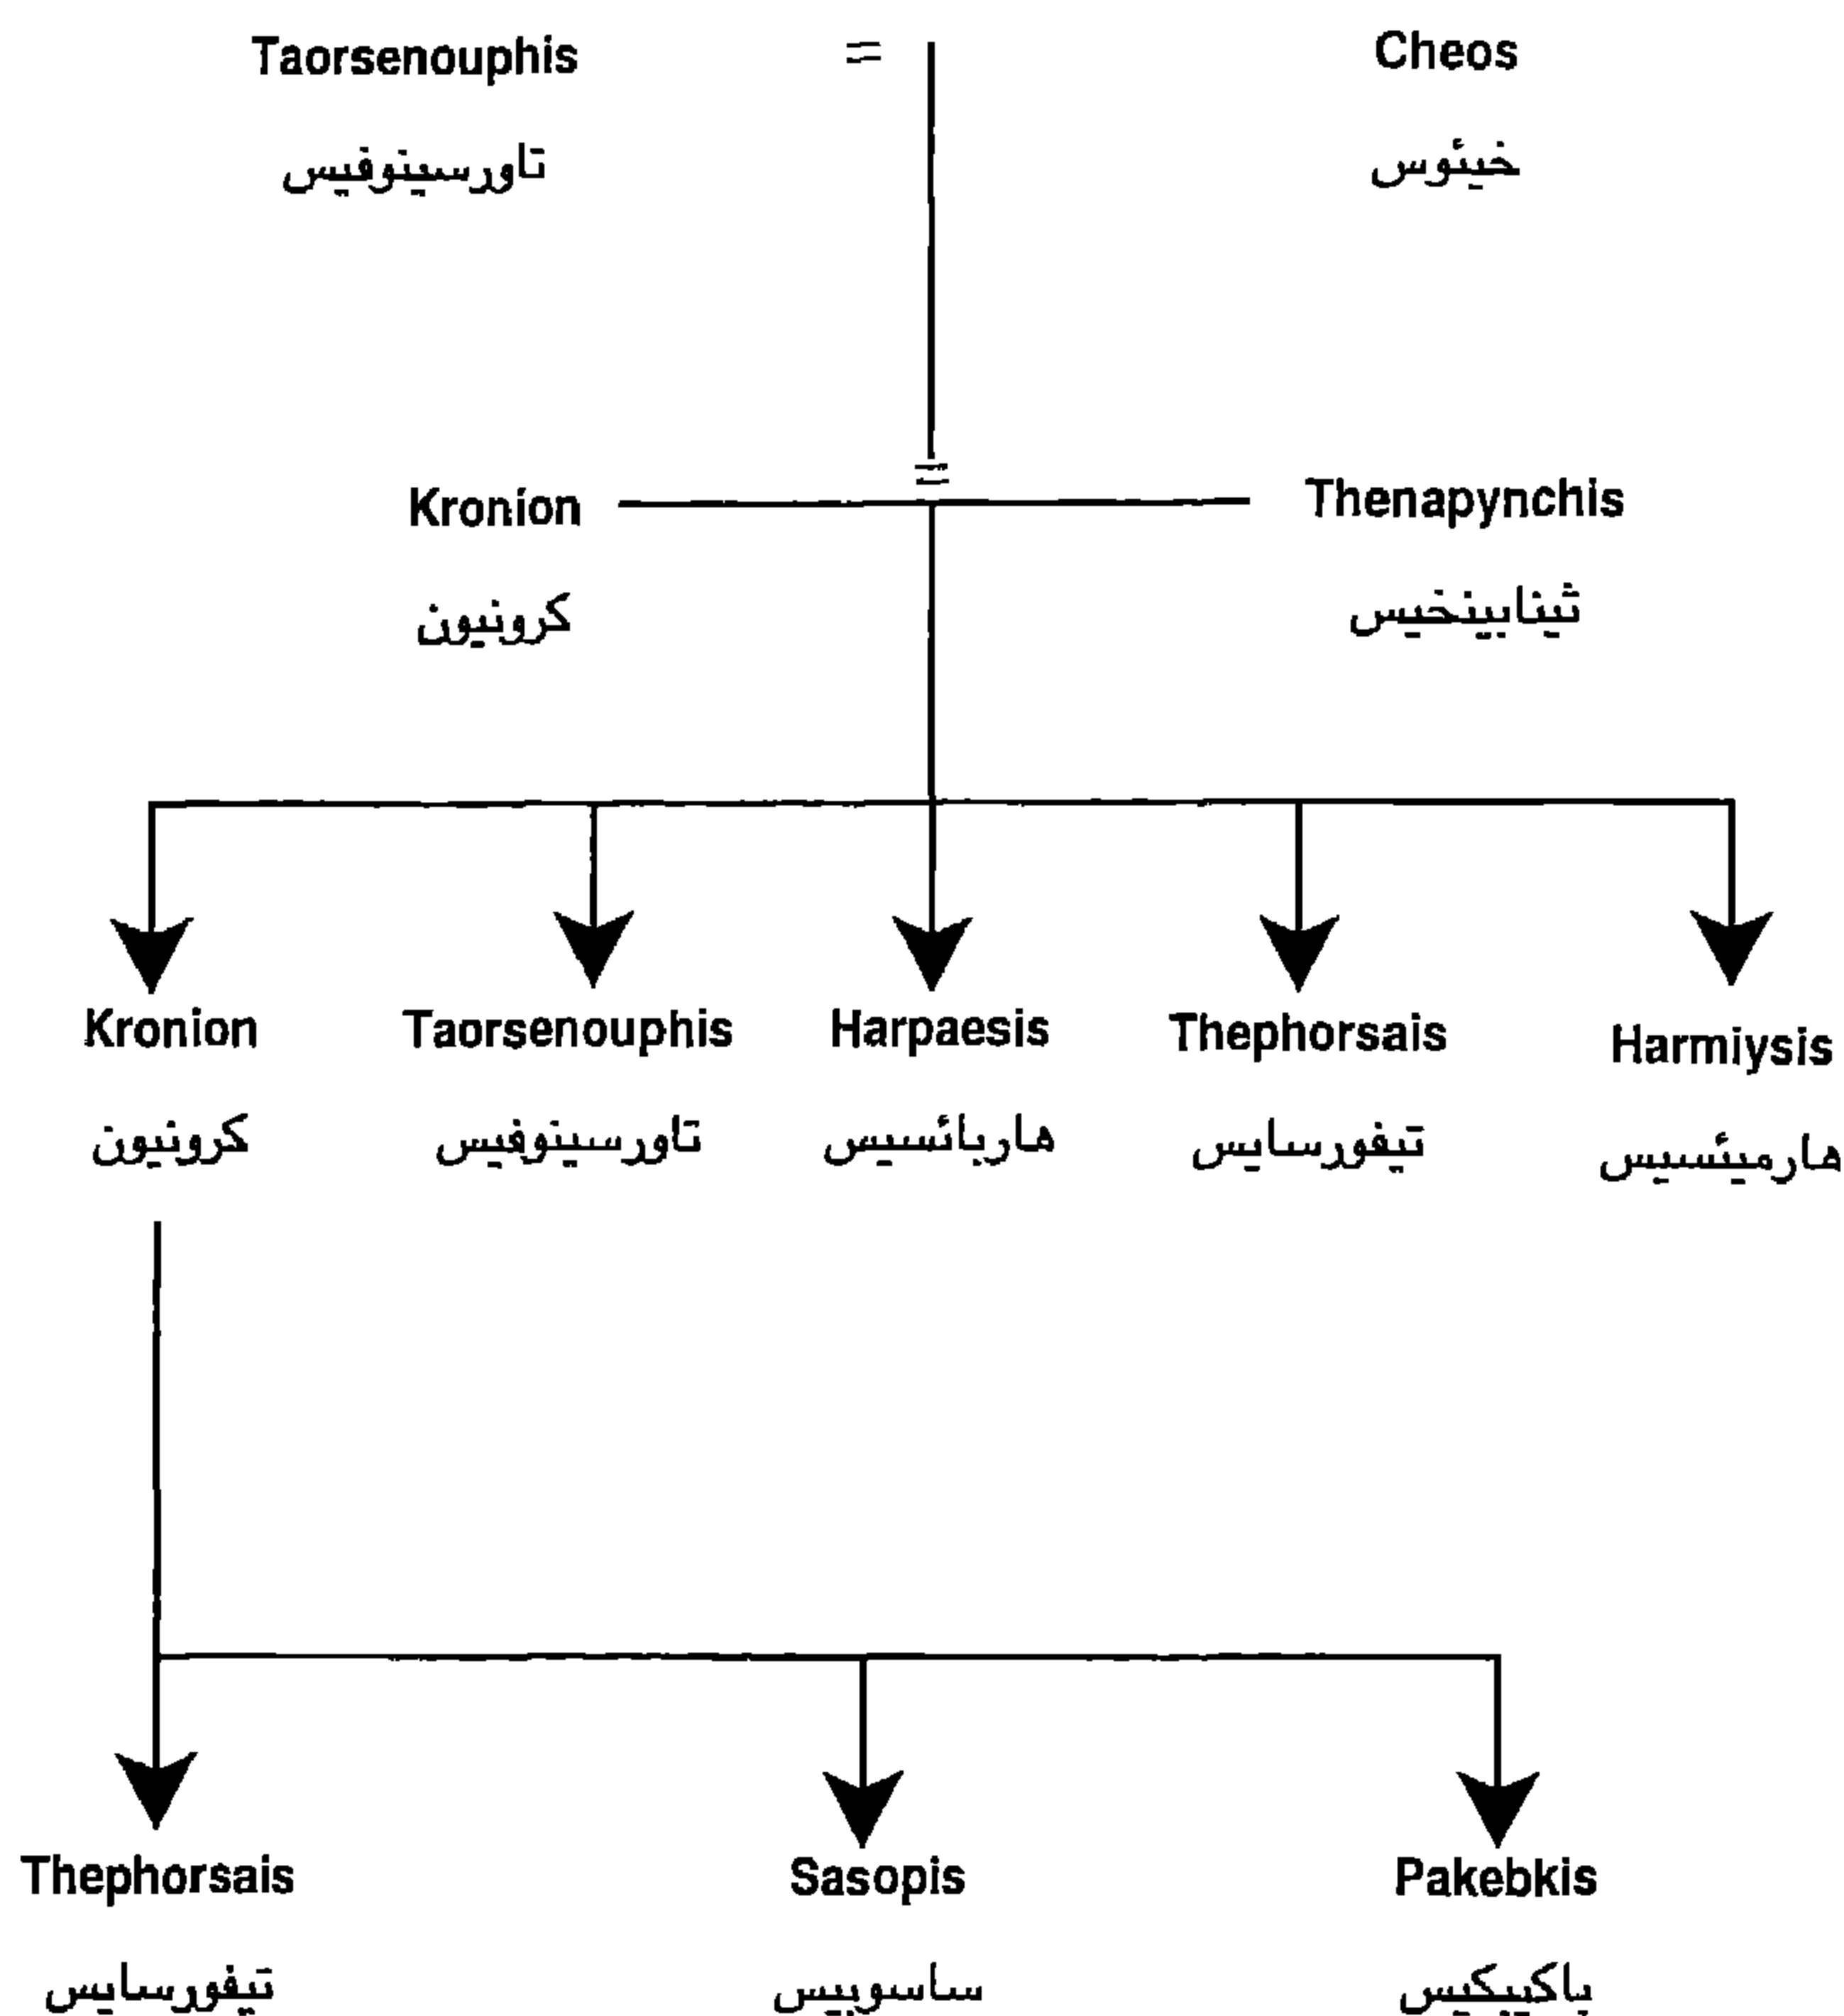 Taorsenouphis = Cheos
تاورسينوفيس خيئوس
=
Kronion Thenapynchis
كرونيون ثينابينخيس
Kronion Taorsenouphis Harpaesis Thephorsais Harmiysis
كرونيون تاورسينوفيس هاربائسيس تيفورسايس هارميئسيس
Thephorsais Sasopis Pakebkis
تيفورسايس ساسوبيس باكيبكيس